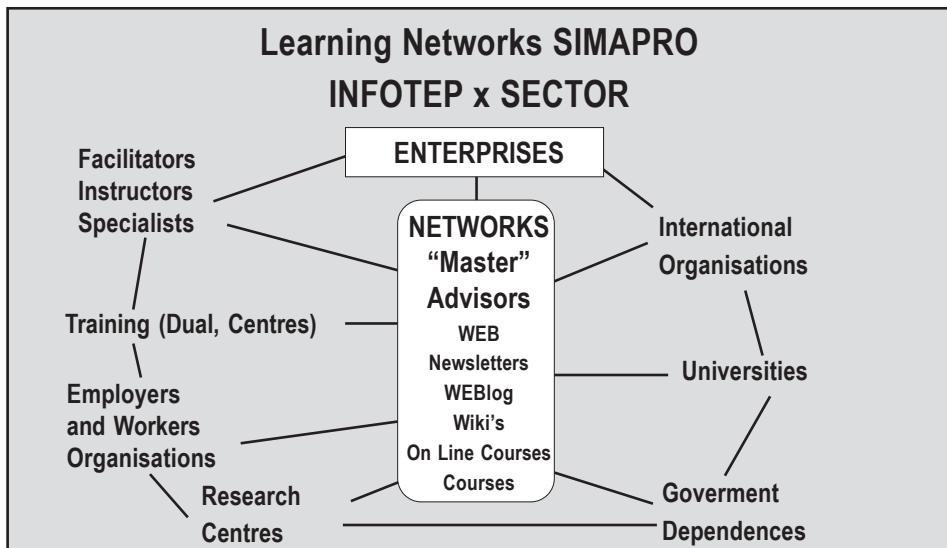 Learning Networks SIMAPRO
INFOTEP x SECTOR
ENTERPRISES
Facilitators
Instructors
Specialists
Training (Dual, Centres)
Employers
and Workers
Organisations
Research
Centres
NETWORKS
“Master”
Advisors
WEB
Newsletters
WEBlog
Wiki's
On Line Courses
Courses
International
Organisations
Universities
Goverment
Dependences